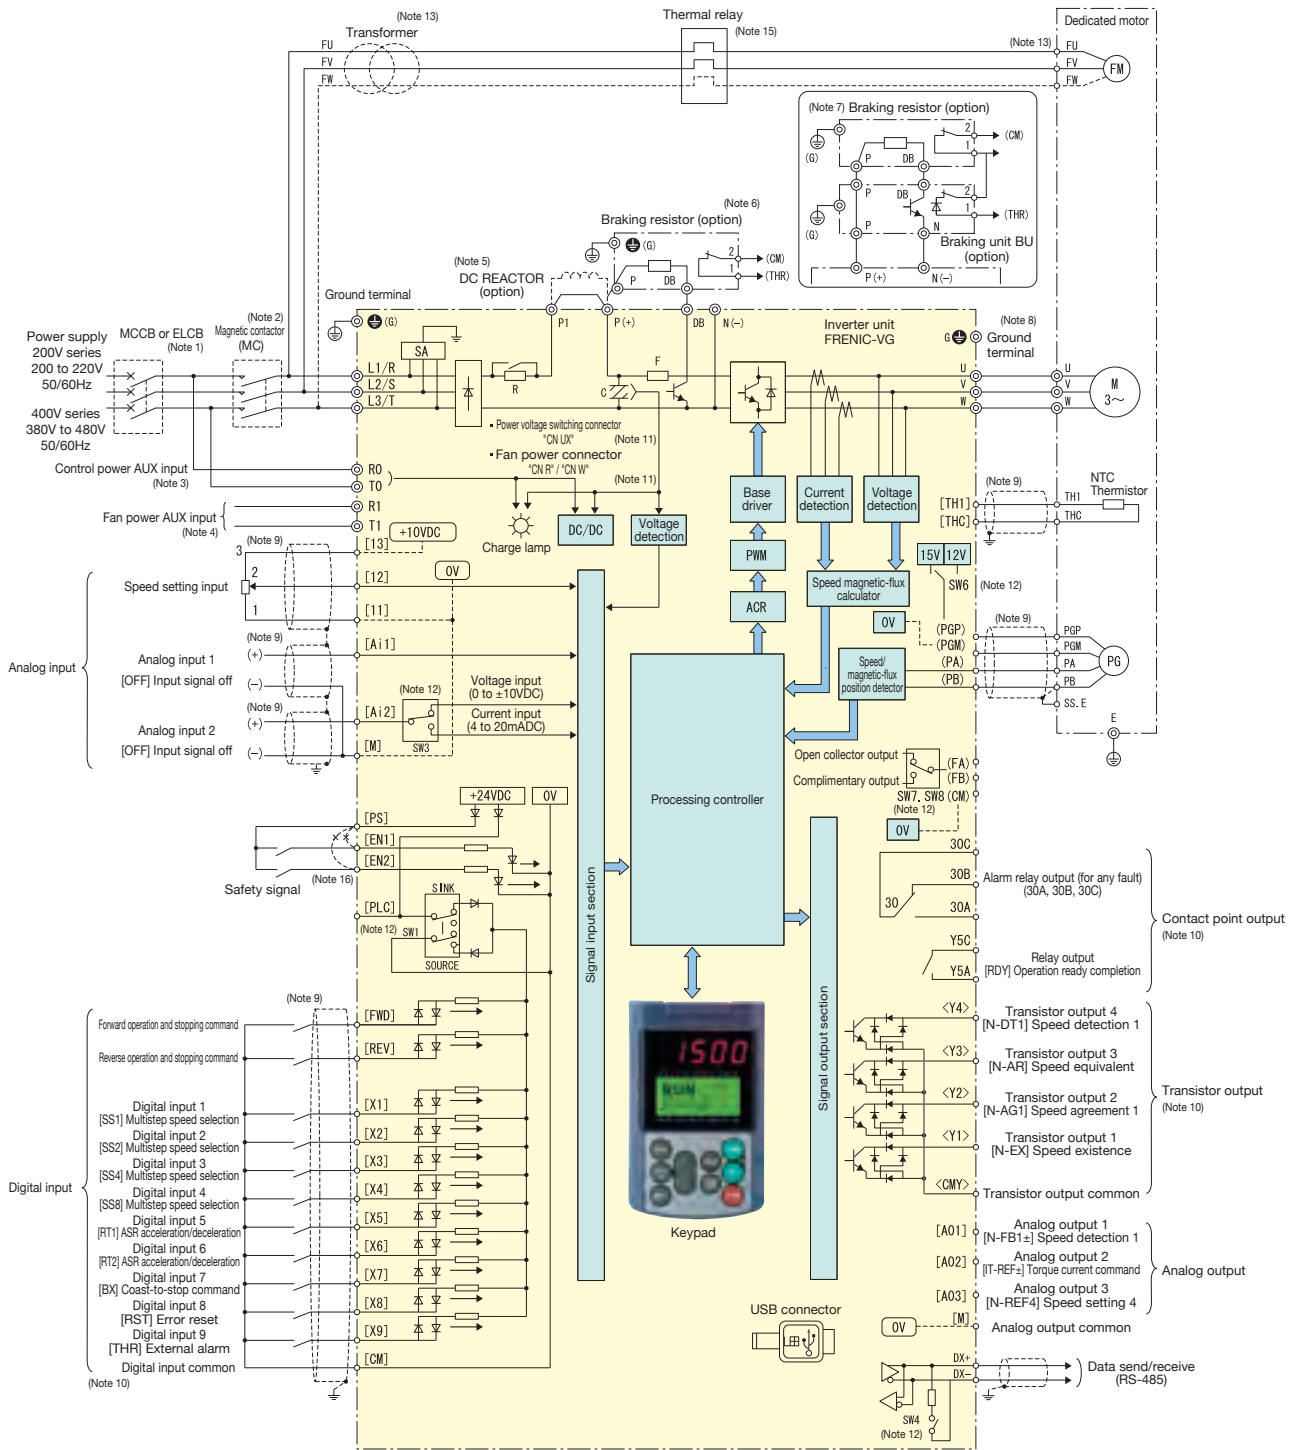 (Note 13)
Transformer
FU
FV
FW
Thermal relay
(Note 15)
Dedicated motor
(Note 13)
FU
FV
FW
FM
(Note 7) Braking resistor (option)
(G)
P
DB
2
1
(CM)
(G)
P
DB
2
1
(THR)
P
N
Braking unit BU
(option)
P(+)
N(−)
(Note 6)
Braking resistor (option)
(G)
P
DB
2
1
(CM)
(THR)
(Note 5)
DC REACTOR
(option)
Ground terminal
(G)
P1
P(+)
DB
N(−)
Inverter unit
FRENIC-VG
(Note 8)
G
Ground
terminal
Power supply
200V series
200 to 220V
50/60Hz
400V series
380V to 480V
50/60Hz
MCCB or ELCB
(Note 1)
(Note 2)
Magnetic contactor
(MC)
L1/R
L2/S
L3/T
SA
R
F
C
U
V
W
U
V
W
M
3~
▪ Power voltage switching connector
"CN UX"
(Note 11)
▪ Fan power connector
"CN R" / "CN W"
(Note 11)
Control power AUX input
(Note 3)
R0
T0
Fan power AUX input
(Note 4)
R1
T1
Charge lamp
DC/DC
Voltage
detection
Base
driver
Current
detection
Voltage
detection
PWM
ACR
Speed magnetic-flux
calculator
Speed/
magnetic-flux
position detector
[TH1]
[THC]
(Note 9)
TH1
THC
NTC
Thermistor
15V
12V
SW6
(Note 12)
0V
(PGP)
(PGM)
(PA)
(PB)
(Note 9)
PGP
PGM
PA
PB
SS.E
PG
E
+10VDC
0V
(Note 9)
3
2
1
[13]
[12]
[11]
Speed setting input
Analog input
(Note 9)
Analog input 1
[OFF] Input signal off
(+)
(−)
[Ai1]
(Note 9)
Analog input 2
[OFF] Input signal off
(+)
(−)
[Ai2]
[M]
(Note 12)
SW3
Voltage input
(0 to ±10VDC)
Current input
(4 to 20mADC)
Signal input section
Processing controller
Signal output section
Open collector output
Complimentary output
(FA)
(FB)
SW7. SW8
(CM)
(Note 12)
0V
+24VDC
0V
[PS]
[EN1]
[EN2]
Safety signal
(Note 16)
[PLC]
(Note 12)
SW1
SINK
SOURCE
30C
30B
30A
30
Alarm relay output (for any fault)
(30A, 30B, 30C)
Contact point output
(Note 10)
Y5C
Y5A
Relay output
[RDY] Operation ready completion
(Note 9)
Forward operation and stopping command
[FWD]
Reverse operation and stopping command
[REV]
Digital input
Digital input 1
[SS1] Multistep speed selection
[X1]
Digital input 2
[SS2] Multistep speed selection
[X2]
Digital input 3
[SS4] Multistep speed selection
[X3]
Digital input 4
[SS8] Multistep speed selection
[X4]
Digital input 5
[RT1] ASR acceleration/deceleration
[X5]
Digital input 6
[RT2] ASR acceleration/deceleration
[X6]
Digital input 7
[BX] Coast-to-stop command
[X7]
Digital input 8
[RST] Error reset
[X8]
Digital input 9
[THR] External alarm
[X9]
Digital input common
[CM]
(Note 10)
1500
RUN
Keypad
USB connector
<Y4>
Transistor output 4
[N-DT1] Speed detection 1
<Y3>
Transistor output 3
[N-AR] Speed equivalent
<Y2>
Transistor output 2
[N-AG1] Speed agreement 1
<Y1>
Transistor output 1
[N-EX] Speed existence
<CMY>
Transistor output common
Transistor output
(Note 10)
[AO1]
Analog output 1
[N-FB1±] Speed detection 1
[AO2]
Analog output 2
[IT-REF±] Torque current command
[AO3]
Analog output 3
[N-REF4] Speed setting 4
Analog output
0V
[M]
Analog output common
DX+
DX−
Data send/receive
(RS-485)
SW4
(Note 12)